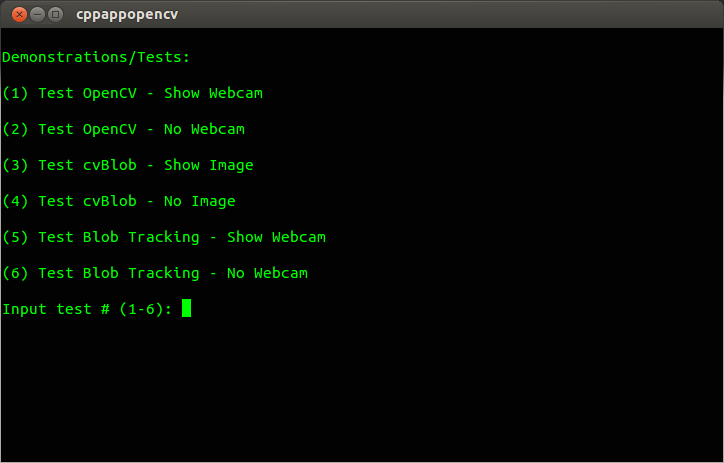 cppappopencv
Demonstrations/Tests:
(1) Test OpenCV - Show Webcam
(2) Test OpenCV - No Webcam
(3) Test cvBlob - Show Image
(4) Test cvBlob - No Image
(5) Test Blob Tracking - Show Webcam
(6) Test Blob Tracking - No Webcam
Input test # (1-6):